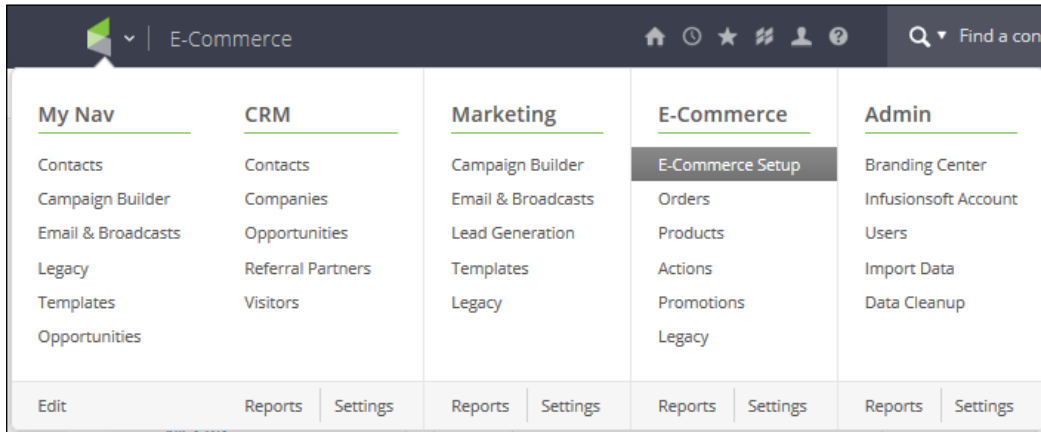 E-Commerce
Find a con
My Nav
Contacts
Campaign Builder
Email & Broadcasts
Legacy
Templates
Opportunities
Edit
CRM
Contacts
Companies
Opportunities
Referral Partners
Visitors
Reports Settings
Marketing
Campaign Builder
Email & Broadcasts
Lead Generation
Templates
Legacy
Reports Settings
E-Commerce
E-Commerce Setup
Orders
Products
Actions
Promotions
Legacy
Reports Settings
Admin
Branding Center
Infusionsoft Account
Users
Import Data
Data Cleanup
Reports Settings